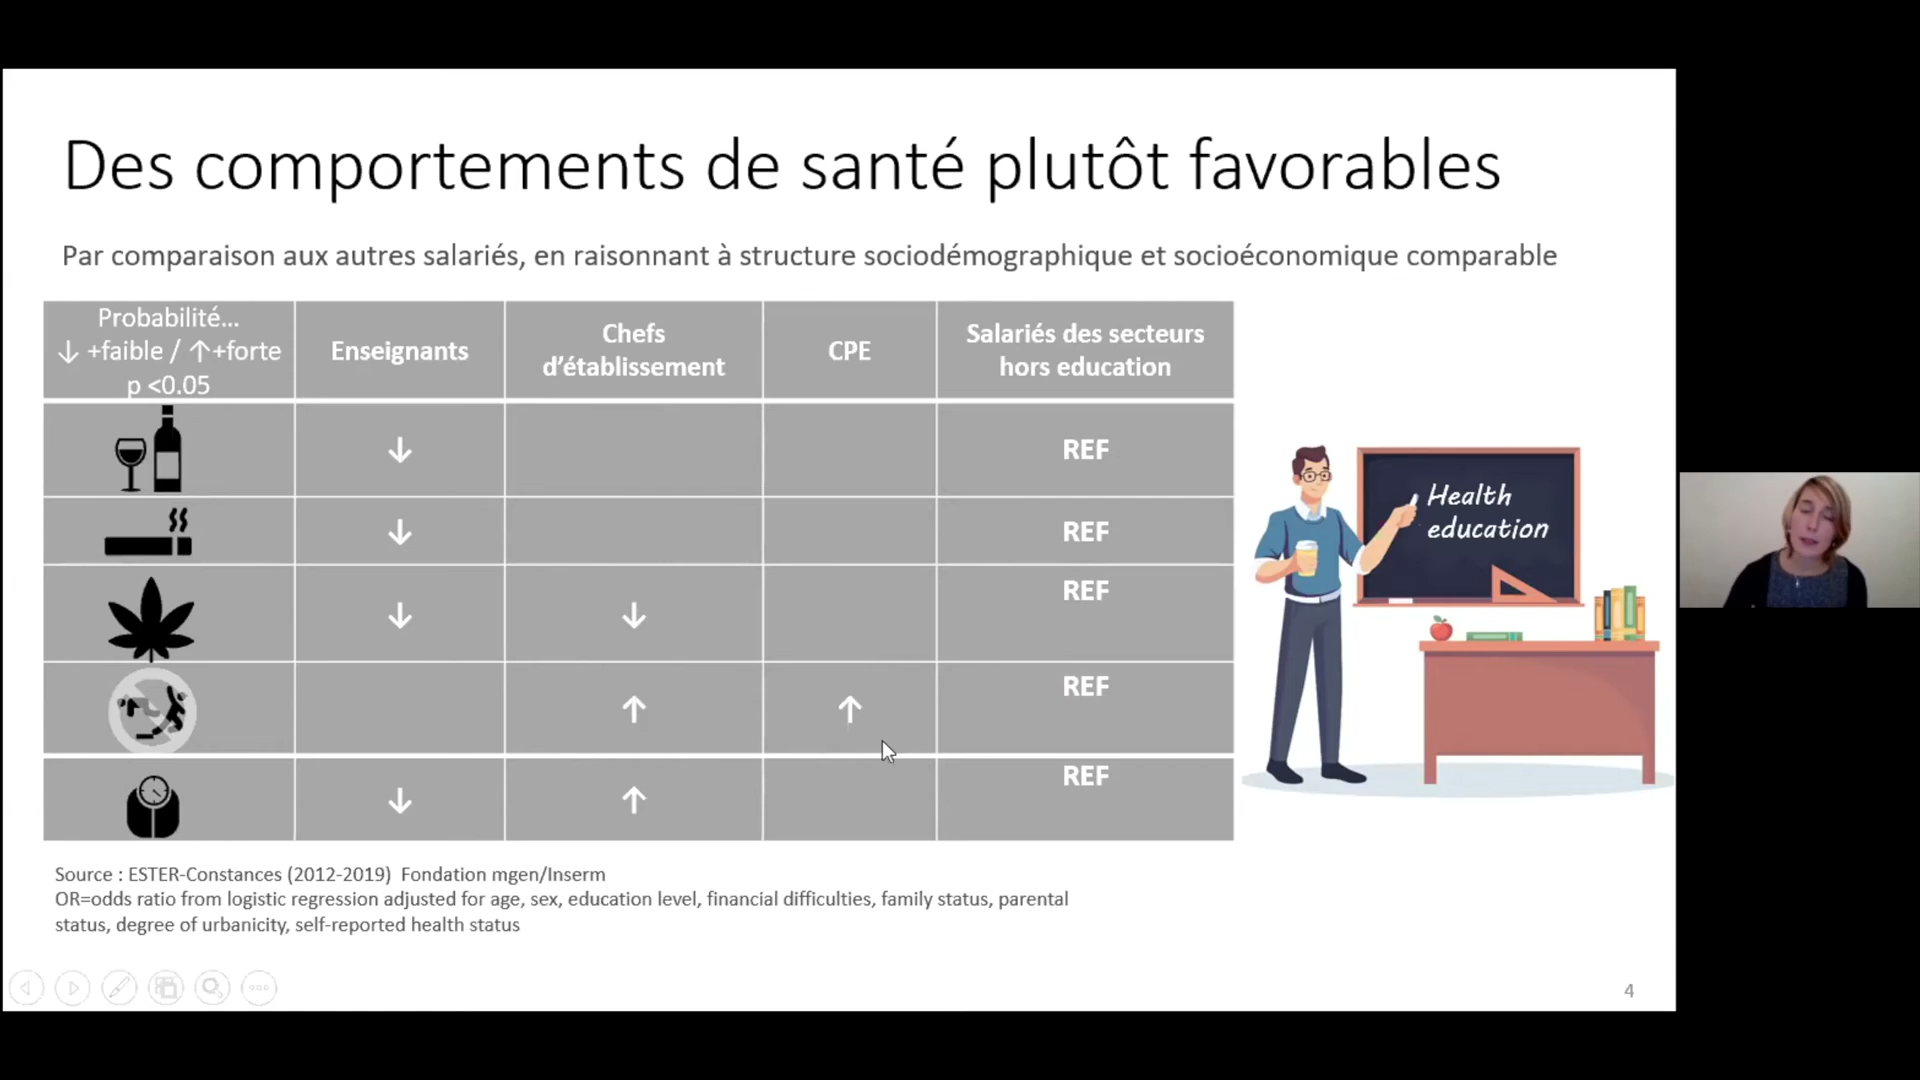 Des comportements de santé plutôt favorables
Par comparaison aux autres salariés, en raisonnant à structure sociodémographique et socioéconomique comparable
Probabilité...
↓ +faible / ↑+forte
p <0.05
Enseignants
Chefs
d'établissement
CPE
Salariés des secteurs
hors education
↓
REF
↓
REF
↓
↓
REF
↑
↑
REF
↓
↑
REF
Health
education
Source : ESTER-Constances (2012-2019) Fondation mgen/Inserm
OR=odds ratio from logistic regression adjusted for age, sex, education level, financial difficulties, family status, parental
status, degree of urbanicity, self-reported health status
4